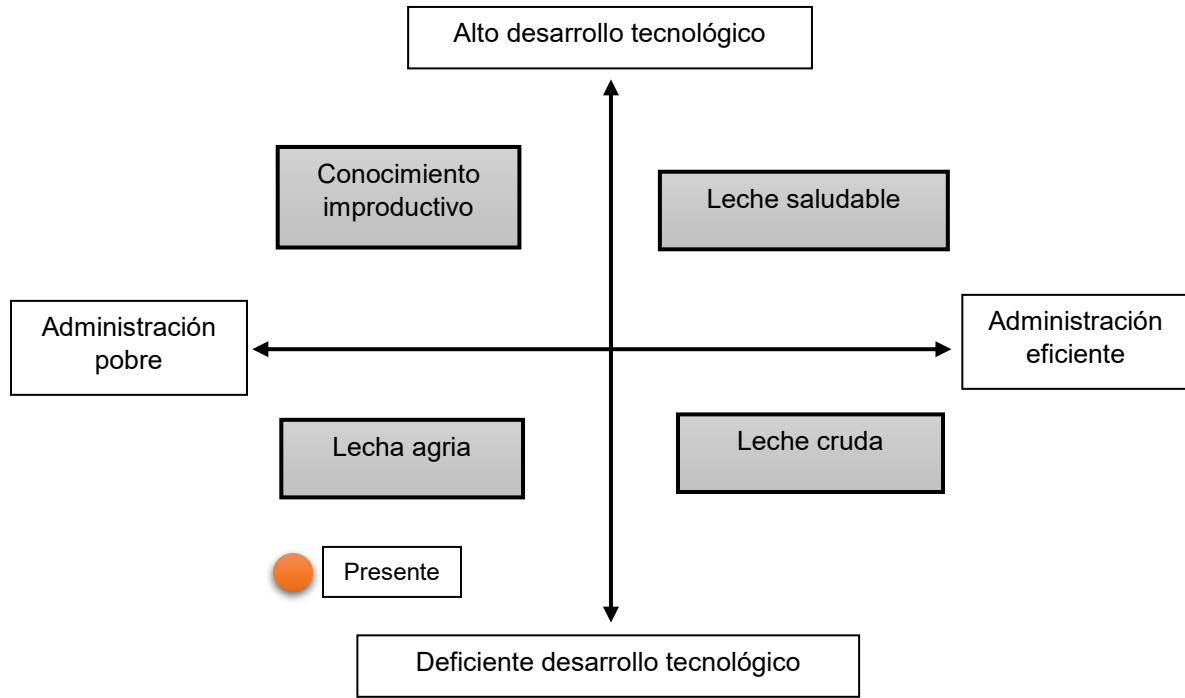 Alto desarrollo tecnológico
Conocimiento
improductivo
Leche saludable
Administración
pobre
Administración
eficiente
Lecha agria
Leche cruda
Presente
Deficiente desarrollo tecnológico